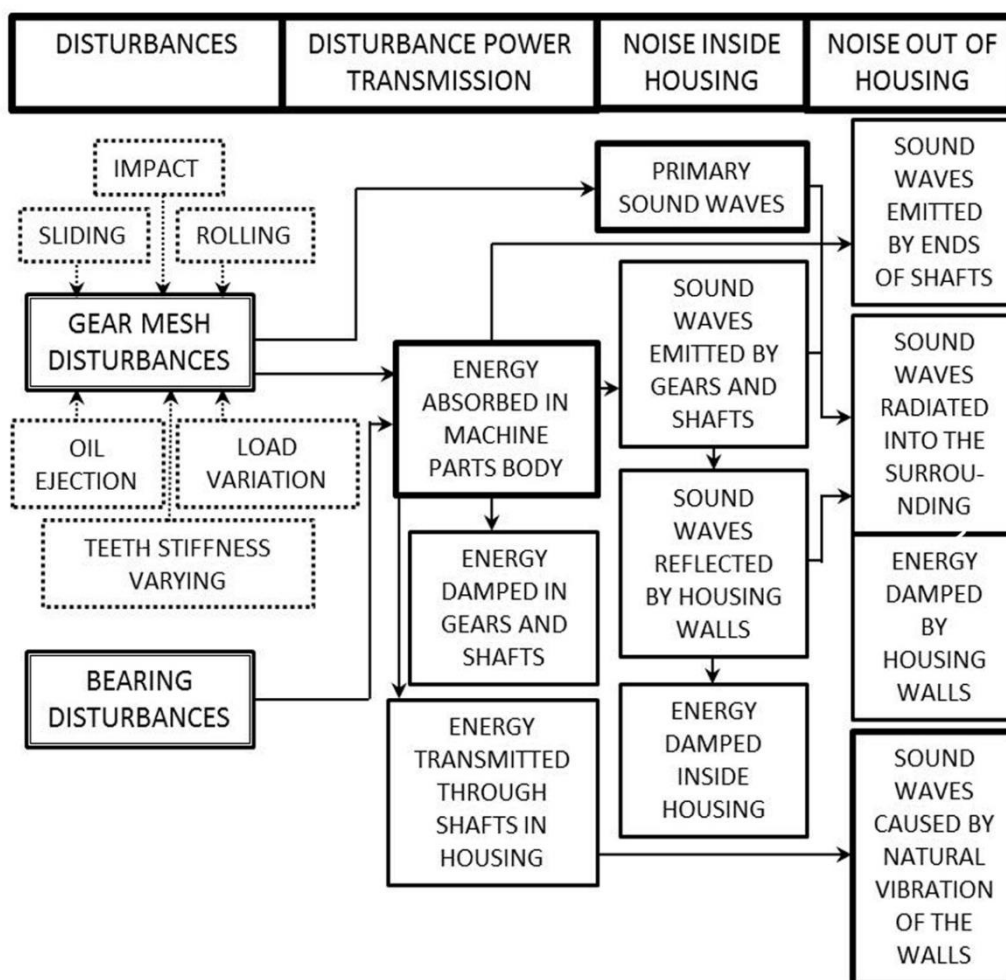 DISTURBANCES
DISTURBANCE POWER
TRANSMISSION
NOISE INSIDE
HOUSING
NOISE OUT OF
HOUSING
IMPACT
SLIDING
ROLLING
GEAR MESH
DISTURBANCES
OIL
EJECTION
LOAD
VARIATION
TEETH STIFFNESS
VARYING
BEARING
DISTURBANCES
ENERGY
ABSORBED IN
MACHINE
PARTS BODY
ENERGY
DAMPED IN
GEARS AND
SHAFTS
ENERGY
TRANSMITTED
THROUGH
SHAFTS IN
HOUSING
PRIMARY
SOUND WAVES
SOUND
WAVES
EMITTED BY
GEARS AND
SHAFTS
SOUND
WAVES
REFLECTED
BY HOUSING
WALLS
ENERGY
DAMPED
INSIDE
HOUSING
SOUND
WAVES
EMITTED
BY ENDS
OF SHAFTS
SOUND
WAVES
RADIATED
INTO THE
SURROU-
NDING
ENERGY
DAMPED
BY
HOUSING
WALLS
SOUND
WAVES
CAUSED BY
NATURAL
VIBRATION
OF THE
WALLS